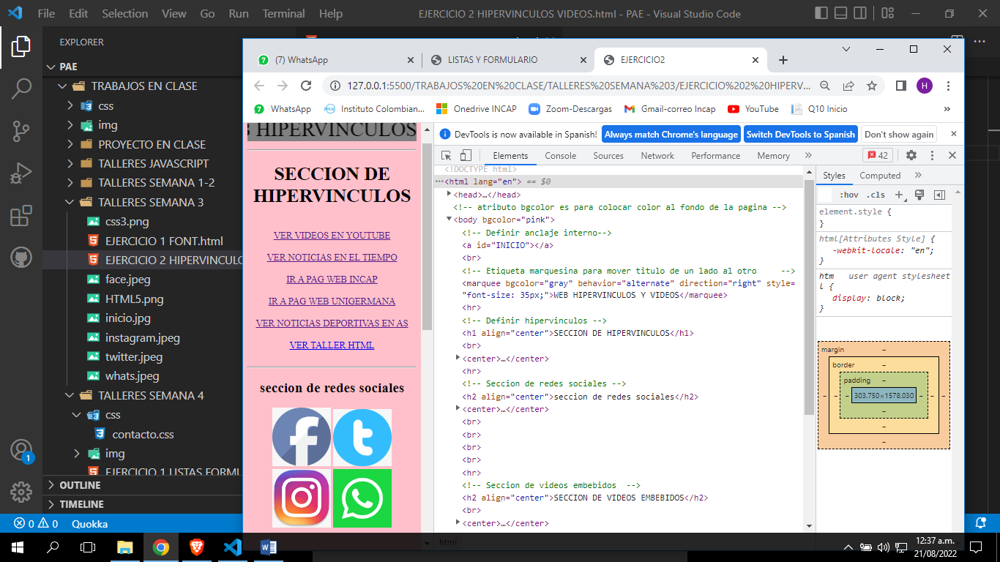 File Edit Selection View Go Run Terminal Help EJERCICIO 2 HIPERVINCULOS VIDEOS.html - PAE - Visual Studio Code
EXPLORER
PAE
TRABAJOS EN CLASE
css
img
PROYECTO EN CLASE
TALLERES JAVASCRIPT
TALLERES SEMANA 1-2
TALLERES SEMANA 3
css3.png
EJERCICIO 1 FONT.html
EJERCICIO 2 HIPERVINCULO
face.jpeg
HTML5.png
inicio.jpg
instagram.jpeg
twitter.jpeg
whats.jpeg
TALLERES SEMANA 4
css
contacto.css
img
EJERCICIO 1 LISTAS FORMU
OUTLINE
TIMELINE
1
0 0 Quokka
(7) WhatsApp LISTAS Y FORMULARIO EJERCICIO2
127.0.0.1:5500/TRABAJOS%20EN%20CLASE/TALLERES%20SEMANA%203/EJERCICIO%202%20HIPERV... H
7 WhatsApp Instituto Colombian... Onedrive INCAP Zoom-Descargas Gmail-correo Incap YouTube Q10 Inicio »
HIPERVINCULOS
SECCION DE
HIPERVINCULOS
VER VIDEOS EN YOUTUBE
VER NOTICIAS EN EL TIEMPO
IR A PAG WEB INCAP
IR A PAG WEB UNIGERMANA
VER NOTICIAS DEPORTIVAS EN AS
VER TALLER HTML
seccion de redes sociales
DevTools is now available in Spanish! Always match Chrome's language Switch DevTools to Spanish Don't show again
Elements Console Sources Network Performance Memory » 42
<!DOCTYPE html>
···<html lang="en"> == $0
<head>…</head>
<!-- atributo bgcolor es para colocar color al fondo de la pagina -->
<body bgcolor="pink">
<!-- Definir anclaje interno-->
<a id="INICIO"></a>
<br>
<!-- Etiqueta marquesina para mover titulo de un lado al otro -->
<marquee bgcolor="gray" behavior="alternate" direction="right" style=
"font-size: 35px;">WEB HIPERVINCULOS Y VIDEOS</marquee>
<hr>
<!-- Definir hipervinculos -->
<h1 align="center">SECCION DE HIPERVINCULOS</h1>
<br>
<center>…</center>
<hr>
<!-- Seccion de redes sociales -->
<h2 align="center">seccion de redes sociales</h2>
<center>…</center>
<br>
<br>
<br>
<br>
<hr>
<!-- Seccion de videos embebidos -->
<h2 align="center">SECCION DE VIDEOS EMBEBIDOS</h2>
<br>
<center>…</center>
html
Styles Computed »
:hov .cls +
element.style {
}
html[Attributes Style] {
-webkit-locale: "en";
}
htm user agent stylesheet
l {
display: block;
}
margin –
border –
padding –
– – – 303.750×1578.030 – – –
–
–
–
12:37 a.m.
21/08/2022